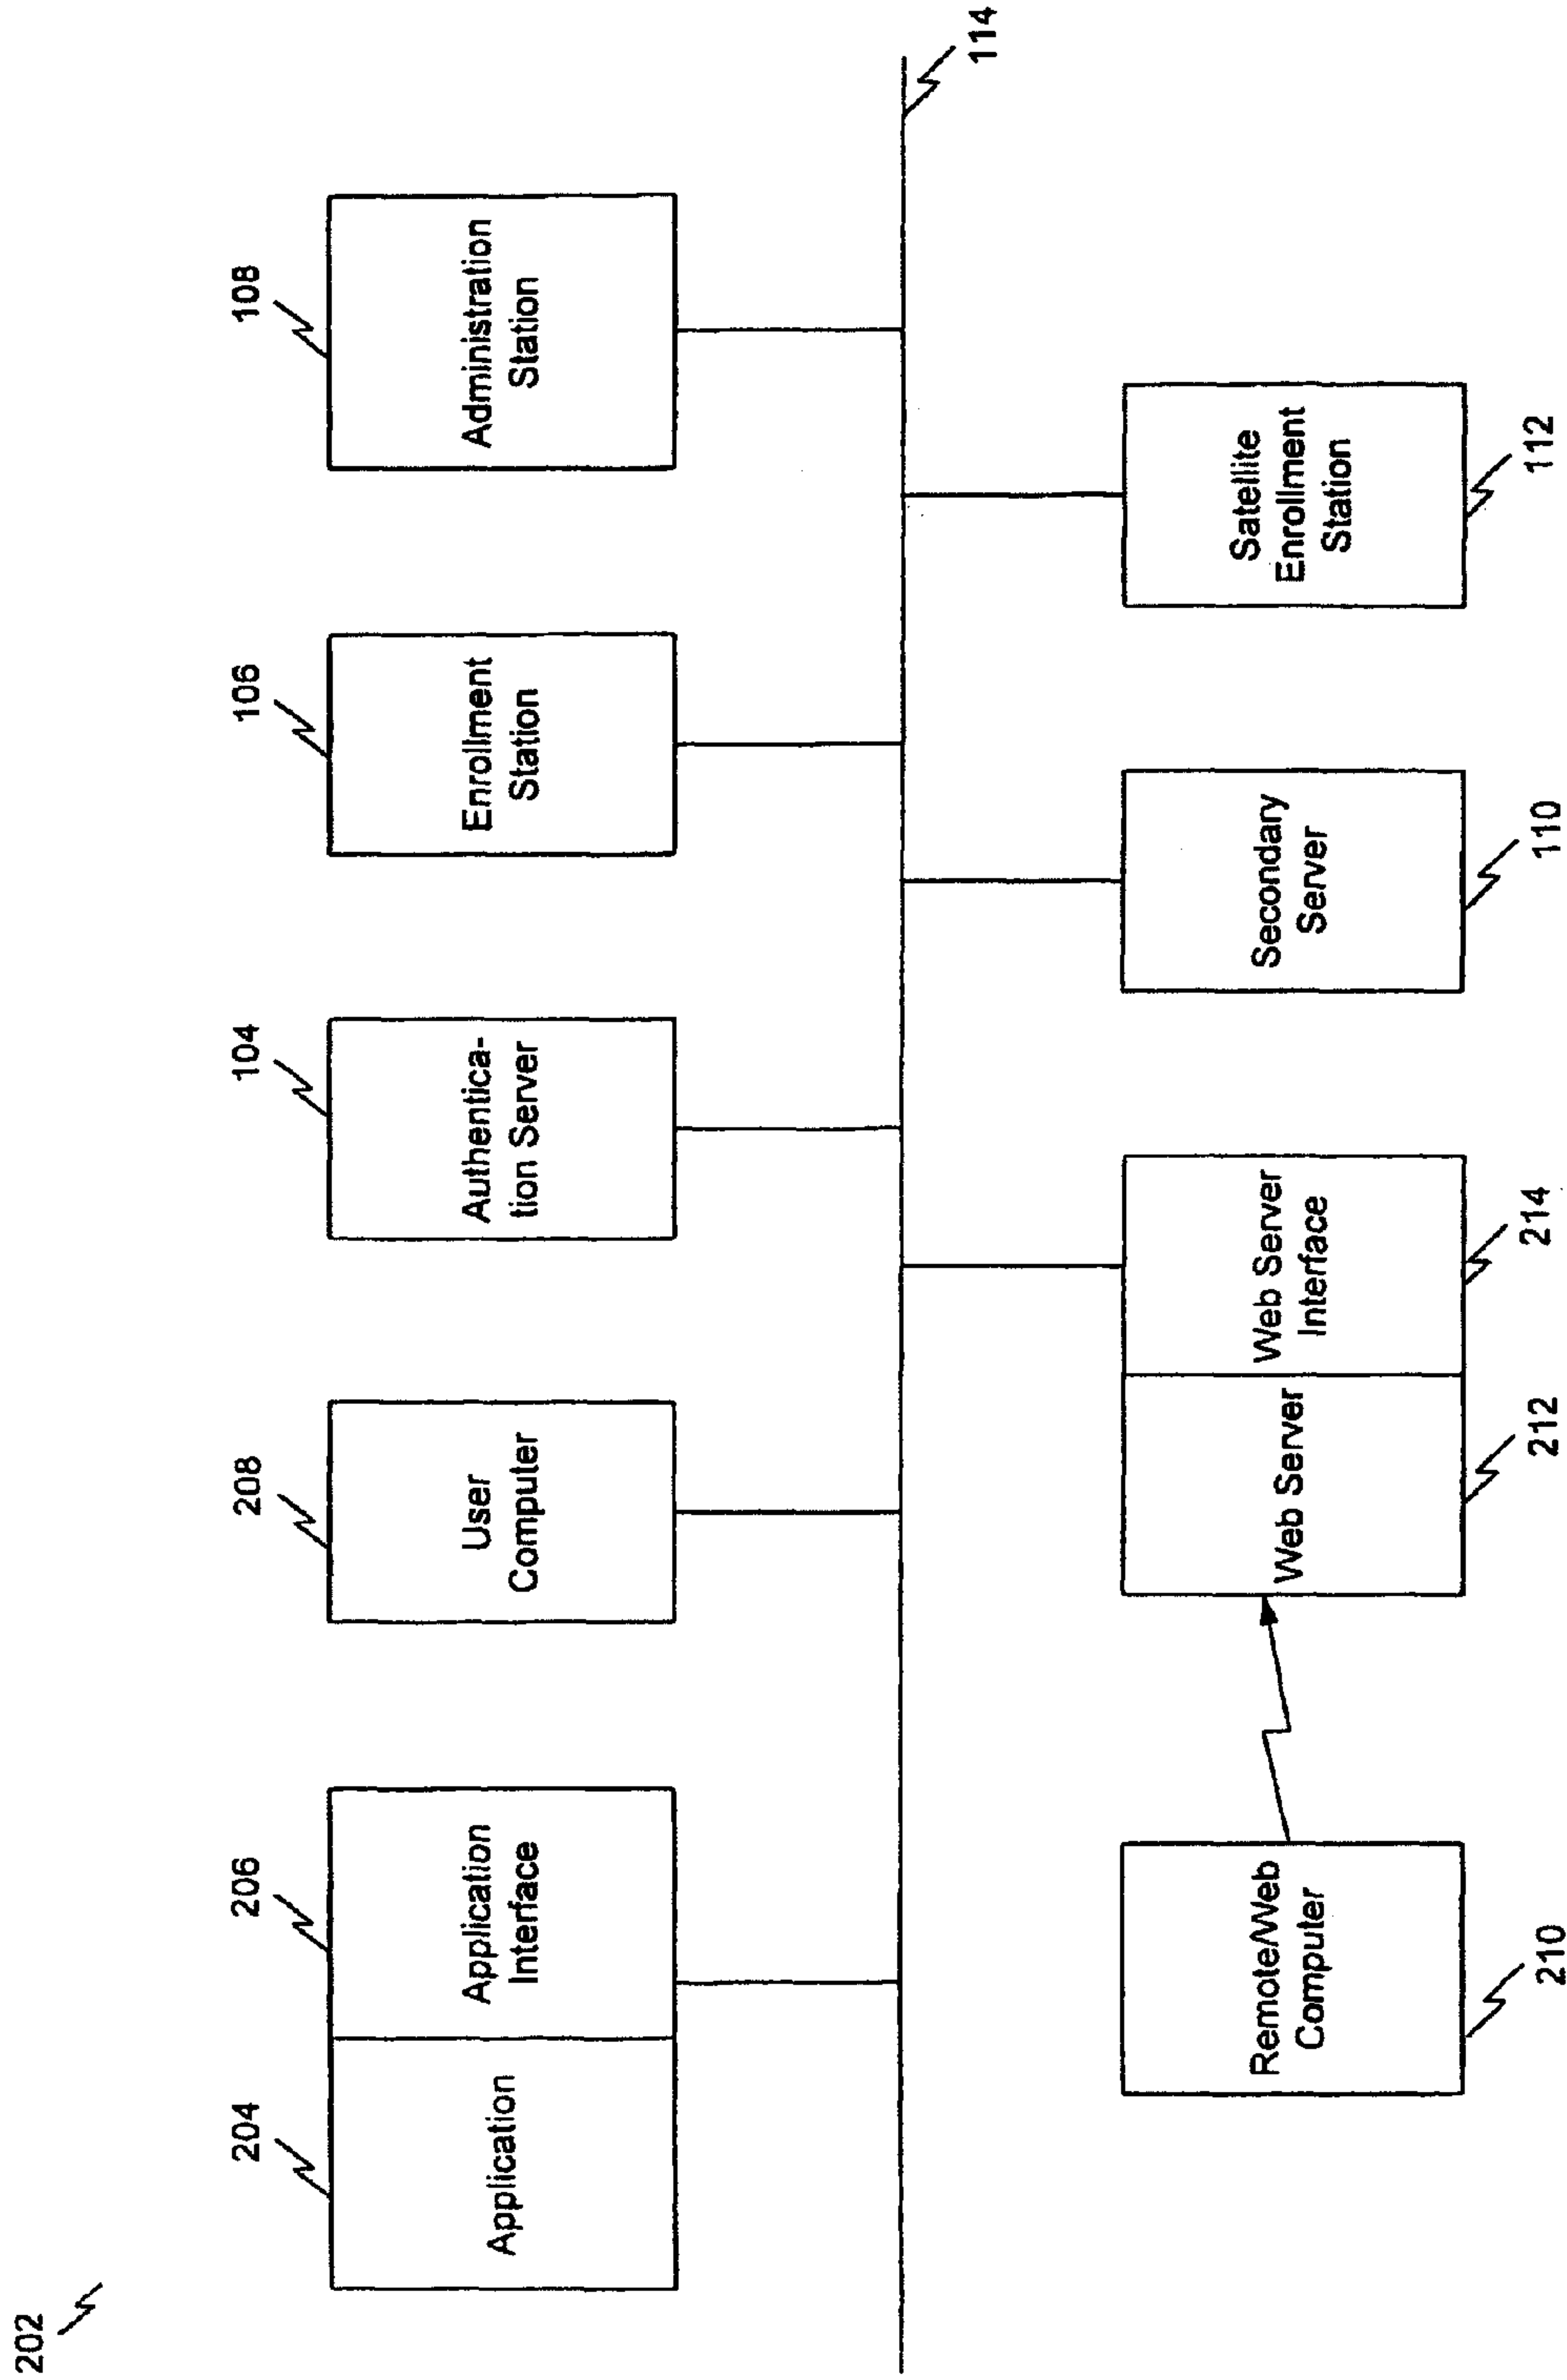 202
204
206
208
104
106
108
Application
Application
Interface
User
Computer
Authentica-
tion Server
Enrollment
Station
Administration
Station
114
Remote/Web
Computer
Web Server
Web Server
Interface
Secondary
Server
Satellite
Enrollment
Station
210
212
214
110
112